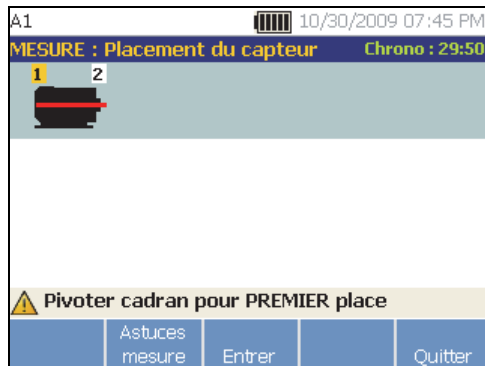 A1 10/30/2009 07:45 PM
MESURE : Placement du capteur Chrono : 29:50
1 2
Pivoter cadran pour PREMIER place
Astuces mesure Entrer Quitter